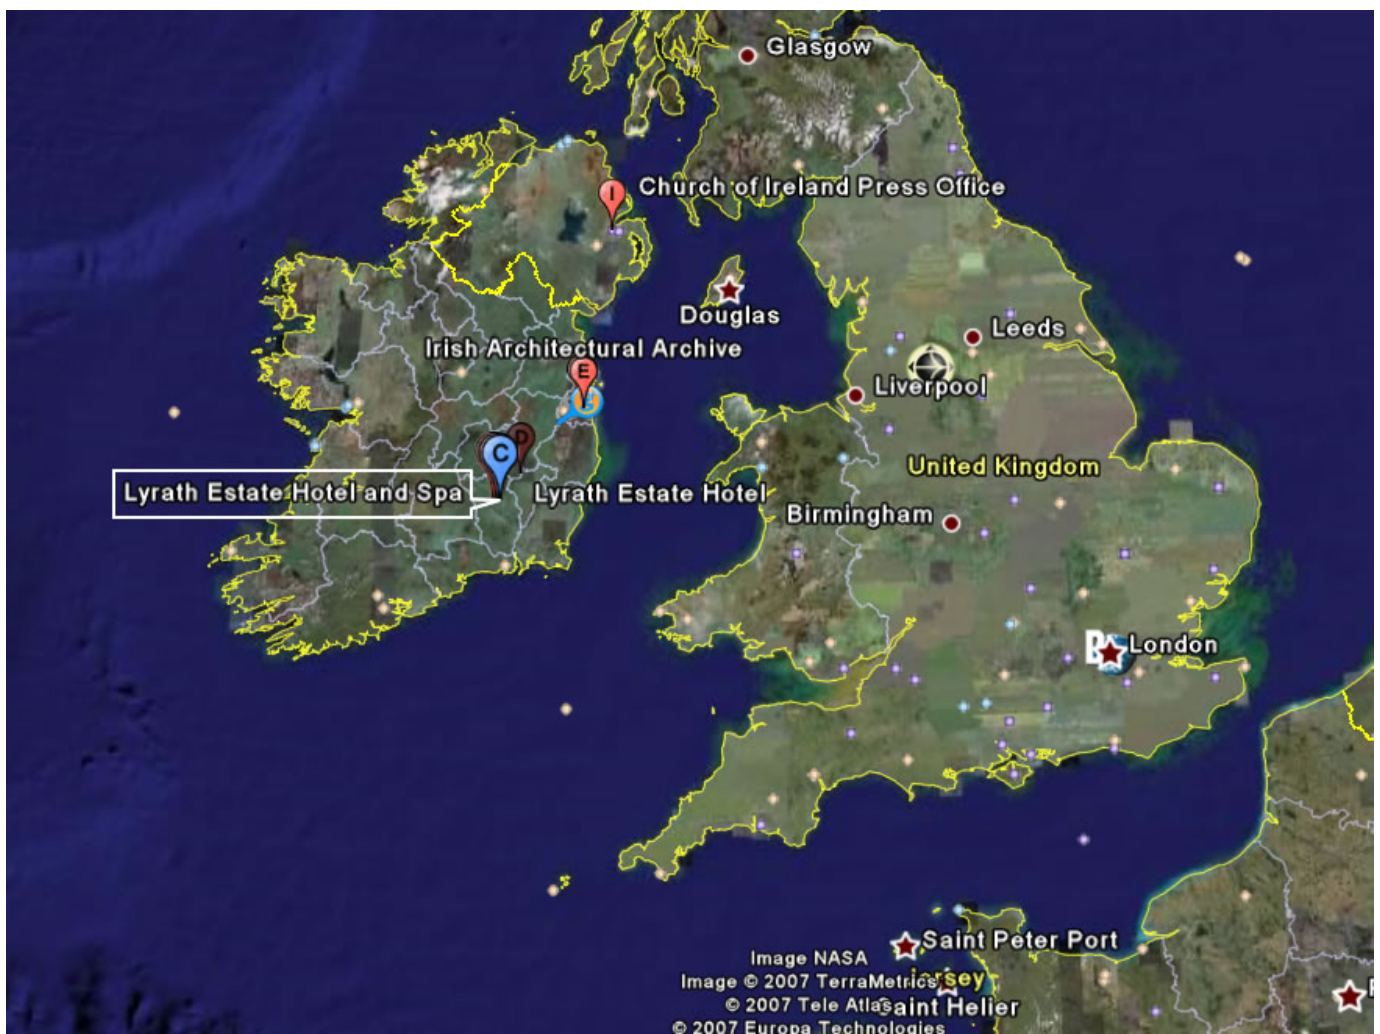 Glasgow
I
Church of Ireland Press Office
Douglas
Leeds
Irish Architectural Archive
E
Liverpool
D
C
United Kingdom
Lyrath Estate Hotel and Spa
Lyrath Estate Hotel
Birmingham
London
Saint Peter Port
Image NASA
Image © 2007 TerraMetrics
Jersey
© 2007 Tele Atlas
Saint Helier
© 2007 Europa Technologies